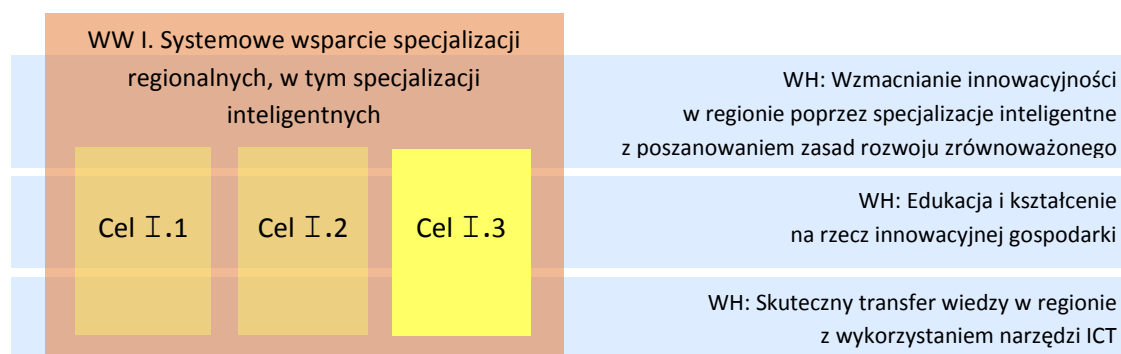 WW I. Systemowe wsparcie specjalizacji
regionalnych, w tym specjalizacji
inteligentnych
WH: Wzmacnianie innowacyjności
w regionie poprzez specjalizacje inteligentne
z poszanowaniem zasad rozwoju zrównoważonego
Cel I.1
Cel I.2
Cel I.3
WH: Edukacja i kształcenie
na rzecz innowacyjnej gospodarki
WH: Skuteczny transfer wiedzy w regionie
z wykorzystaniem narzędzi ICT